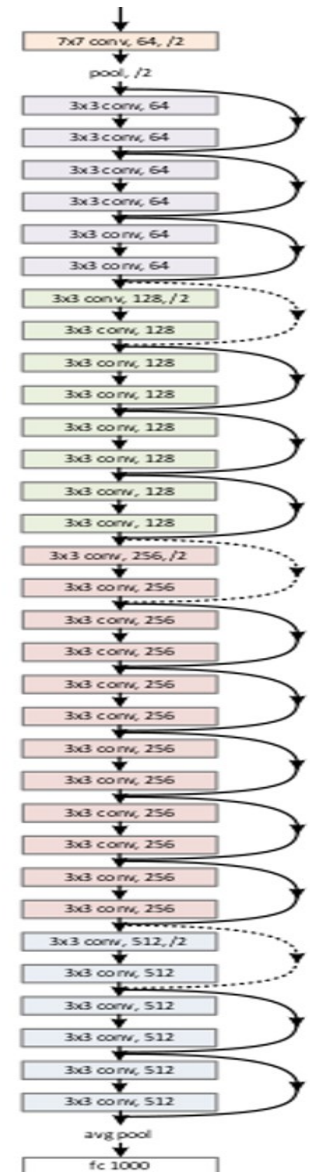 7x7 conv, 64, /2
pool, /2
3x3 conv, 64
3x3 conv, 64
3x3 conv, 64
3x3 conv, 64
3x3 conv, 64
3x3 conv, 64
3x3 conv, 128, /2
3x3 conv, 128
3x3 conv, 128
3x3 conv, 128
3x3 conv, 128
3x3 conv, 128
3x3 conv, 128
3x3 conv, 128
3x3 conv, 256, /2
3x3 conv, 256
3x3 conv, 256
3x3 conv, 256
3x3 conv, 256
3x3 conv, 256
3x3 conv, 256
3x3 conv, 256
3x3 conv, 256
3x3 conv, 256
3x3 conv, 256
3x3 conv, 256
3x3 conv, 512, /2
3x3 conv, 512
3x3 conv, 512
3x3 conv, 512
3x3 conv, 512
3x3 conv, 512
avg pool
fc 1000